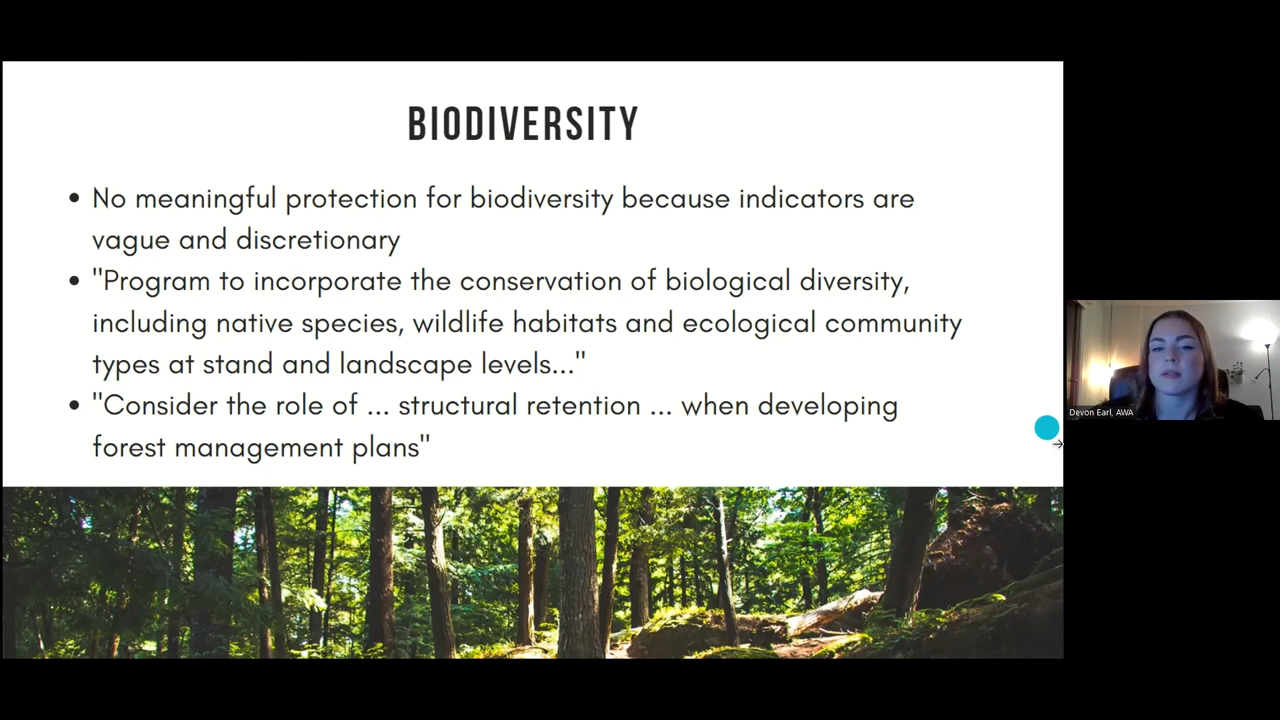 BIODIVERSITY
• No meaningful protection for biodiversity because indicators are
vague and discretionary
• "Program to incorporate the conservation of biological diversity,
including native species, wildlife habitats and ecological community
types at stand and landscape levels..."
• "Consider the role of ... structural retention ... when developing
forest management plans"
Devon Earl, AWA